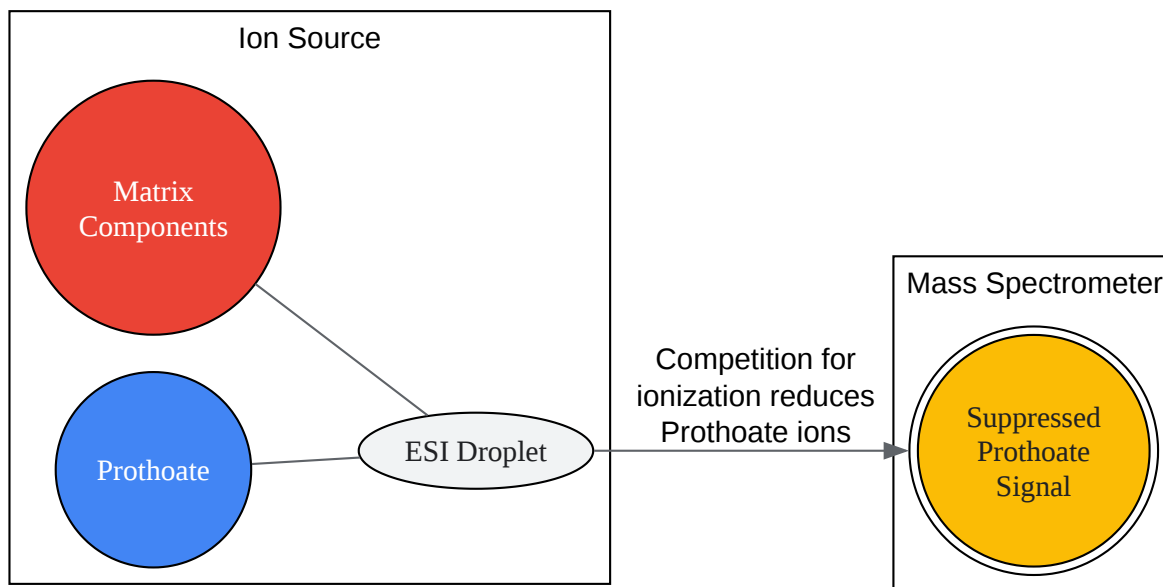 Ion Source
Matrix
Components
Prothoate
ESI Droplet
Competition for
ionization reduces
Prothoate ions
Mass Spectrometer
Suppressed
Prothoate
Signal